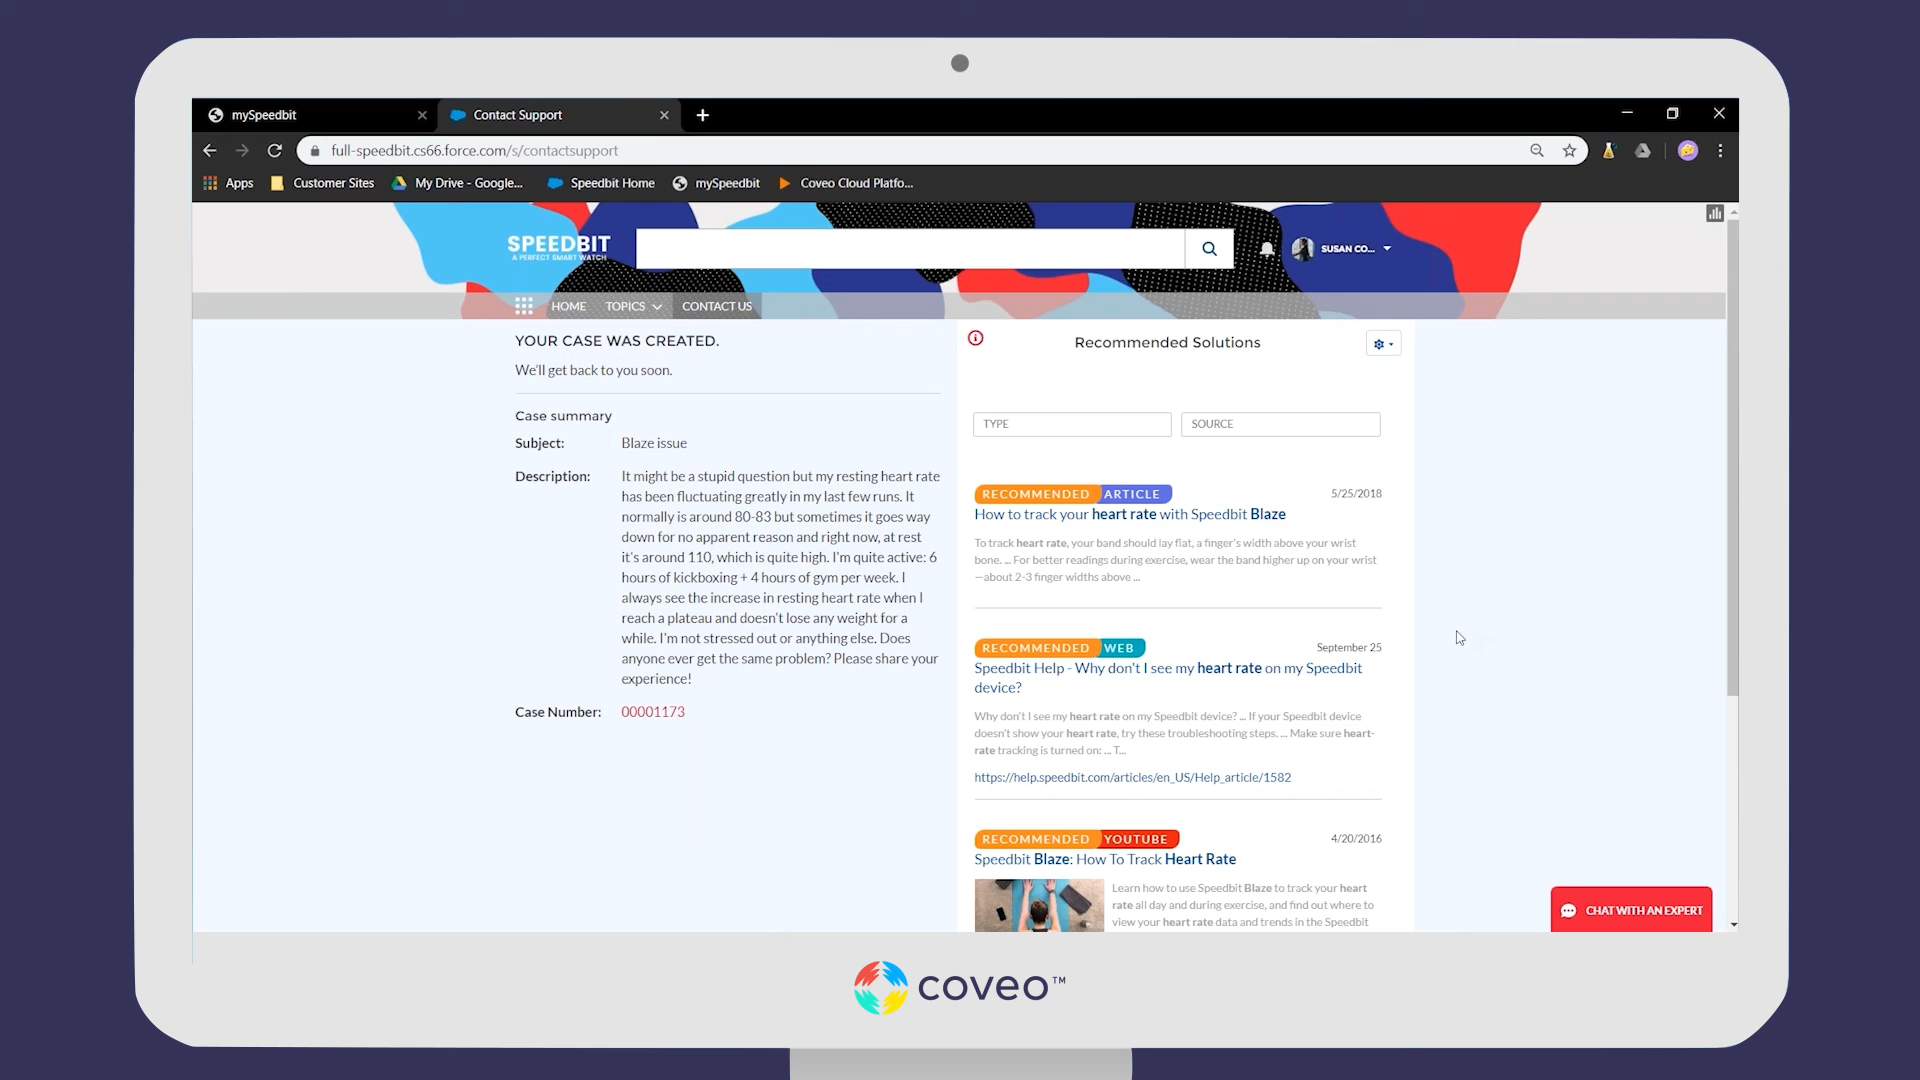 mySpeedbit
Contact Support
full-speedbit.cs66.force.com/s/contactsupport
Apps
Customer Sites
My Drive - Google...
Speedbit Home
mySpeedbit
Coveo Cloud Platfo...
SPEEDBIT
A PERFECT SMART WATCH
SUSAN CO...
HOME
TOPICS
CONTACT US
YOUR CASE WAS CREATED.
We'll get back to you soon.
Case summary
Subject: Blaze issue
Description: It might be a stupid question but my resting heart rate
has been fluctuating greatly in my last few runs. It
normally is around 80-83 but sometimes it goes way
down for no apparent reason and right now, at rest
it's around 110, which is quite high. I'm quite active: 6
hours of kickboxing + 4 hours of gym per week. I
always see the increase in resting heart rate when I
reach a plateau and doesn't lose any weight for a
while. I'm not stressed out or anything else. Does
anyone ever get the same problem? Please share your
experience!
Case Number: 00001173
Recommended Solutions
TYPE
SOURCE
RECOMMENDED ARTICLE 5/25/2018
How to track your heart rate with Speedbit Blaze
To track heart rate, your band should lay flat, a finger's width above your wrist
bone. ... For better readings during exercise, wear the band higher up on your wrist
—about 2-3 finger widths above ...
RECOMMENDED WEB September 25
Speedbit Help - Why don't I see my heart rate on my Speedbit
device?
Why don't I see my heart rate on my Speedbit device? ... If your Speedbit device
doesn't show your heart rate, try these troubleshooting steps. ... Make sure heart-
rate tracking is turned on: ... T...
https://help.speedbit.com/articles/en_US/Help_article/1582
RECOMMENDED YOUTUBE 4/20/2016
Speedbit Blaze: How To Track Heart Rate
Learn how to use Speedbit Blaze to track your heart
rate all day and during exercise, and find out where to
view your heart rate data and trends in the Speedbit
CHAT WITH AN EXPERT
coveo™